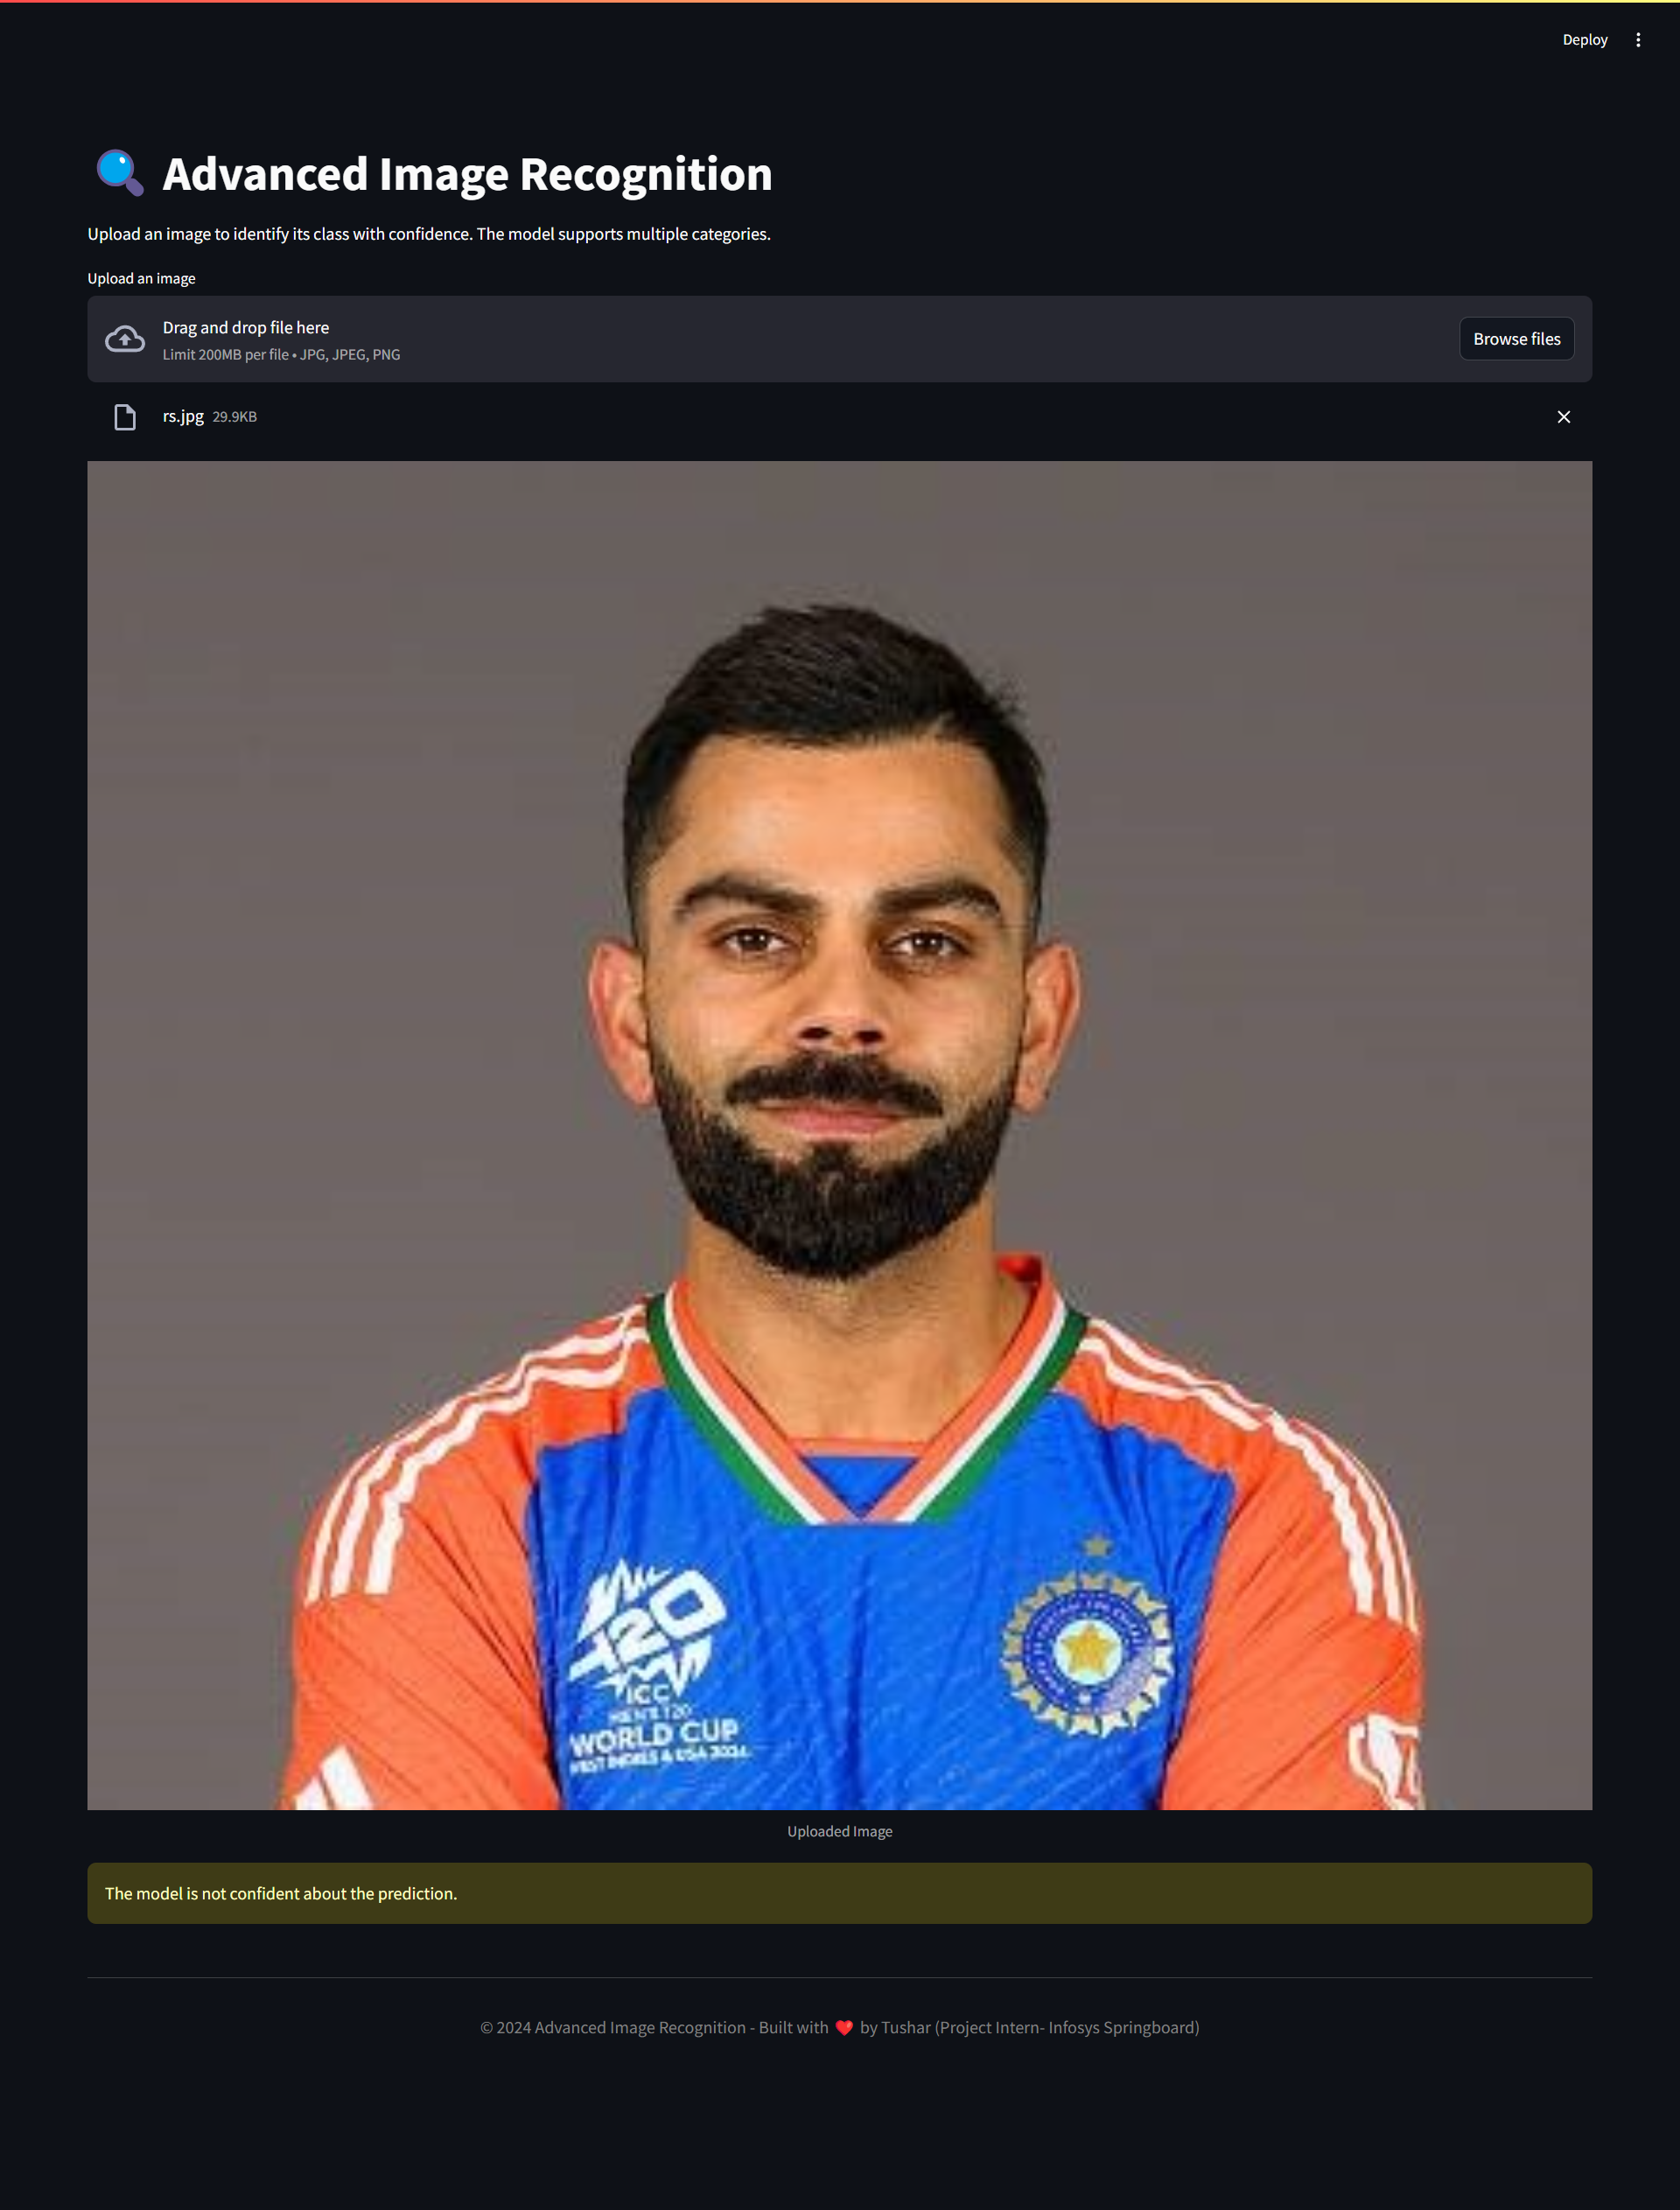 Deploy
Advanced Image Recognition
Upload an image to identify its class with confidence. The model supports multiple categories.
Upload an image
Drag and drop file here
Limit 200MB per file • JPG, JPEG, PNG
Browse files
rs.jpg 29.9KB
T20
ICC
MEN'S T20
WORLD CUP
WEST INDIES & USA 2024
Uploaded Image
The model is not confident about the prediction.
© 2024 Advanced Image Recognition - Built with ❤️ by Tushar (Project Intern- Infosys Springboard)